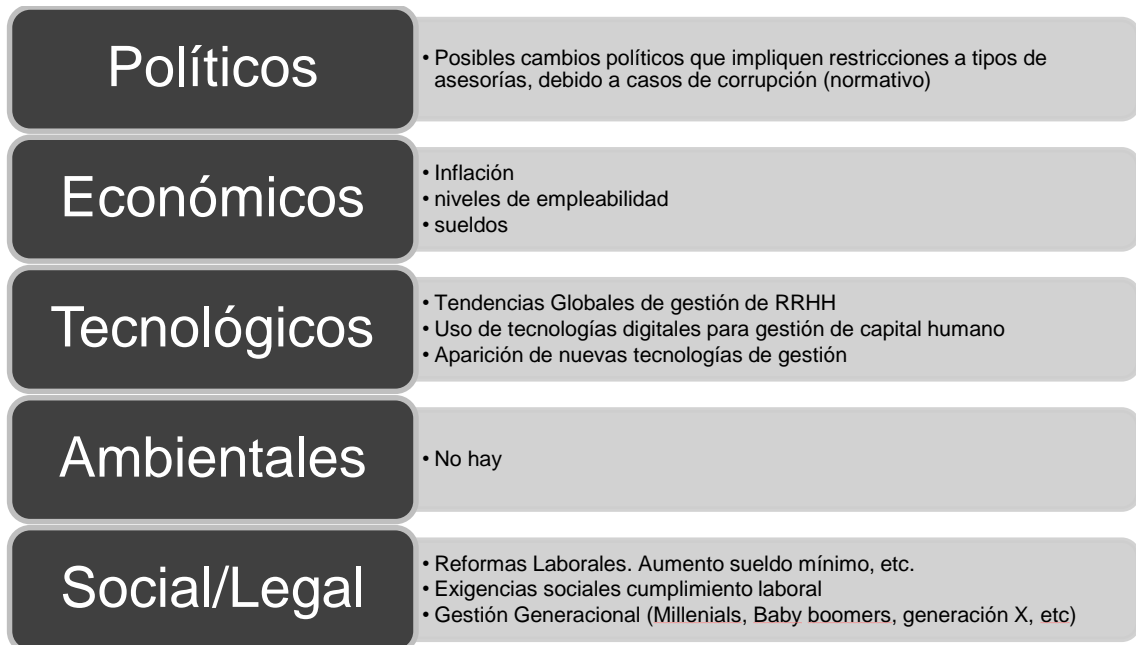 Políticos
• Posibles cambios políticos que impliquen restricciones a tipos de
asesorías, debido a casos de corrupción (normativo)
Económicos
• Inflación
• niveles de empleabilidad
• sueldos
Tecnológicos
• Tendencias Globales de gestión de RRHH
• Uso de tecnologías digitales para gestión de capital humano
• Aparición de nuevas tecnologías de gestión
Ambientales
• No hay
Social/Legal
• Reformas Laborales. Aumento sueldo mínimo, etc.
• Exigencias sociales cumplimiento laboral
• Gestión Generacional (Millenials, Baby boomers, generación X, etc)